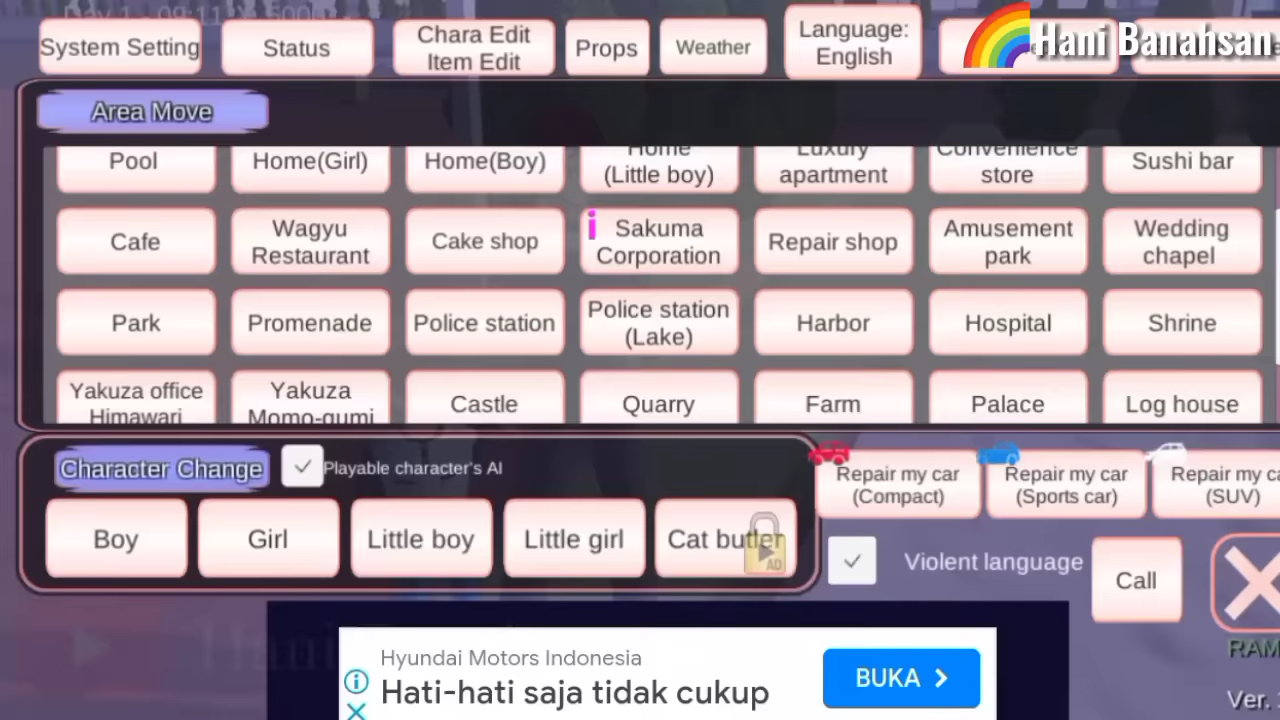 System Setting
Status
Chara Edit
Item Edit
Props
Weather
Language:
English
Hani Banahsan
Area Move
Pool
Home(Girl)
Home(Boy)
Home
(Little boy)
Luxury
apartment
Convenience
store
Sushi bar
Cafe
Wagyu
Restaurant
Cake shop
i
Sakuma
Corporation
Repair shop
Amusement
park
Wedding
chapel
Park
Promenade
Police station
Police station
(Lake)
Harbor
Hospital
Shrine
Yakuza office
Himawari
Yakuza
Momo-gumi
Castle
Quarry
Farm
Palace
Log house
Character Change
Playable character's AI
Boy
Girl
Little boy
Little girl
Cat butler
AD
Repair my car
(Compact)
Repair my car
(Sports car)
Repair my ca
(SUV)
Violent language
Call
RAM
Ver.
Hyundai Motors Indonesia
Hati-hati saja tidak cukup
BUKA